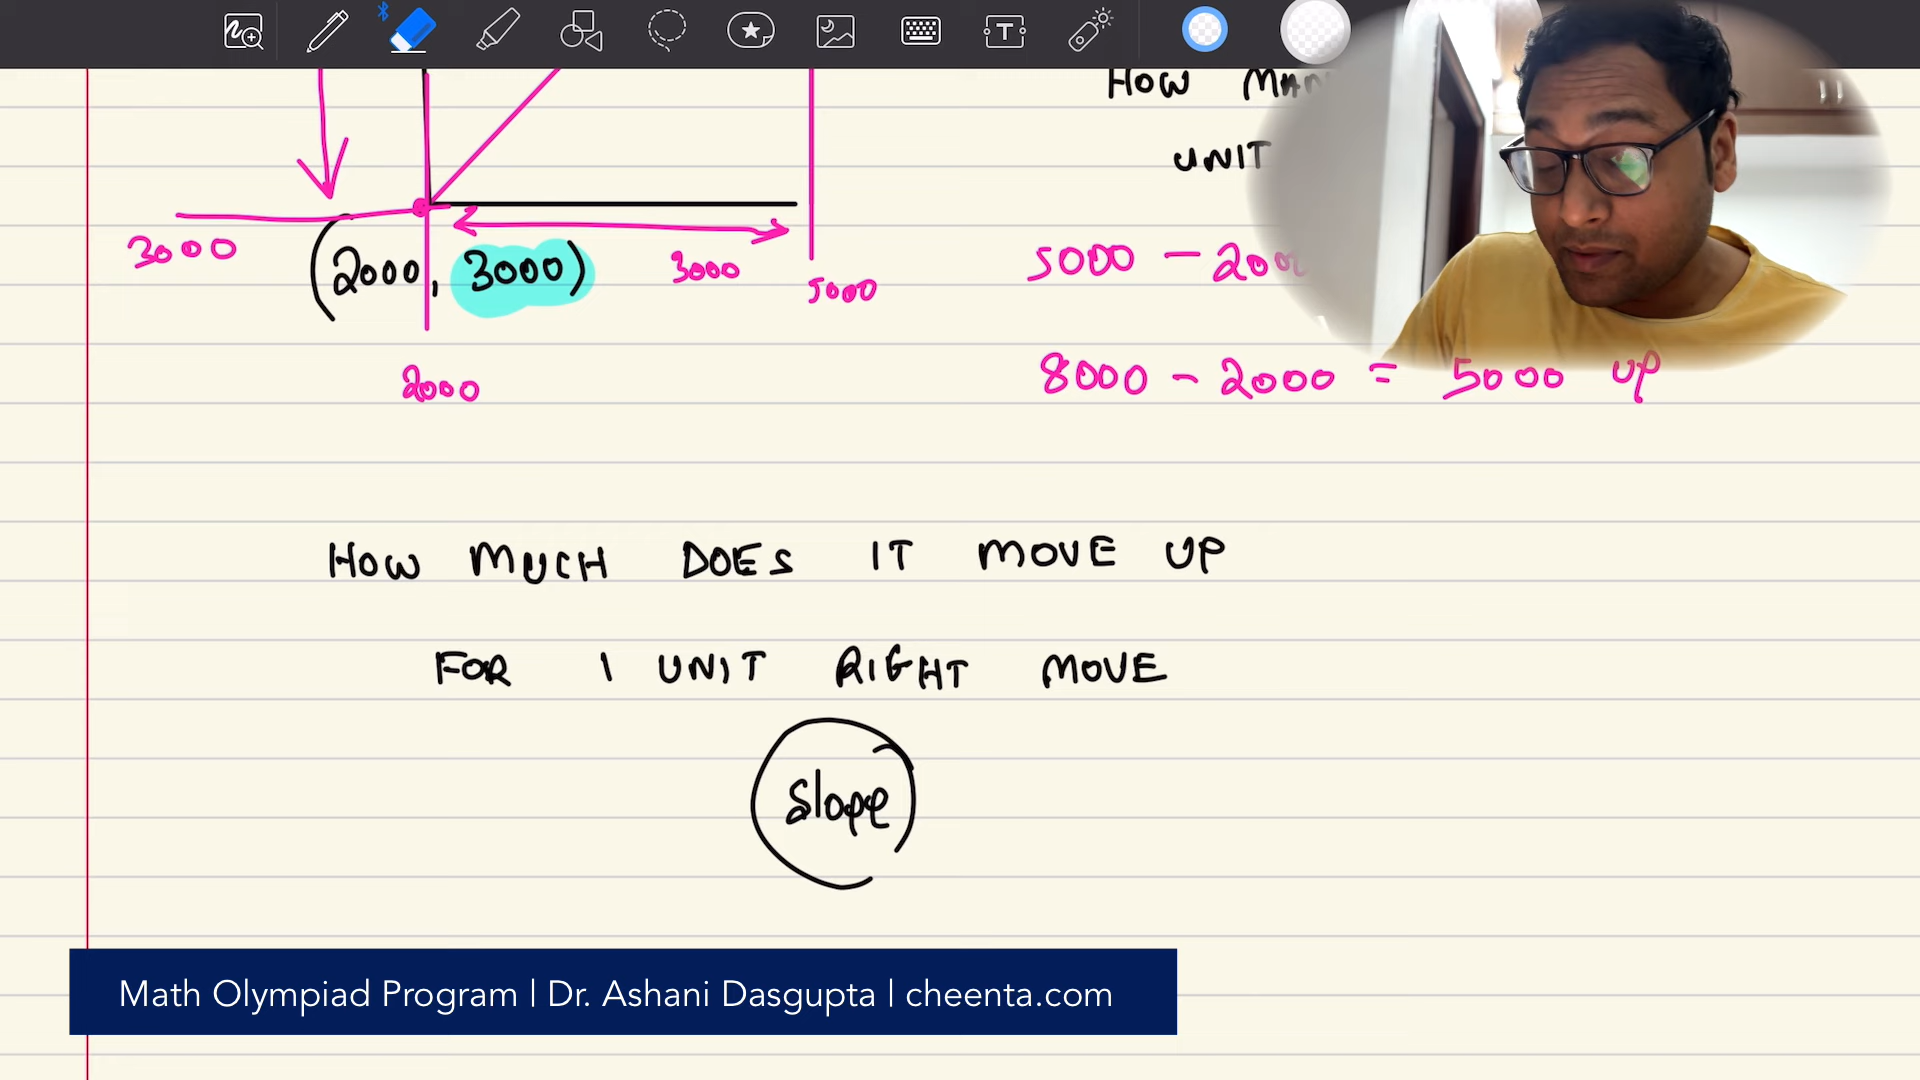 HOW
UNIT
3000
(2000, 3000)
3000
5000
5000 -
8000 - 2000 = 5000 UP
2000
HOW MUCH DOES IT MOVE UP
FOR 1 UNIT RIGHT MOVE
Slope
T
Math Olympiad Program | Dr. Ashani Dasgupta | cheenta.com